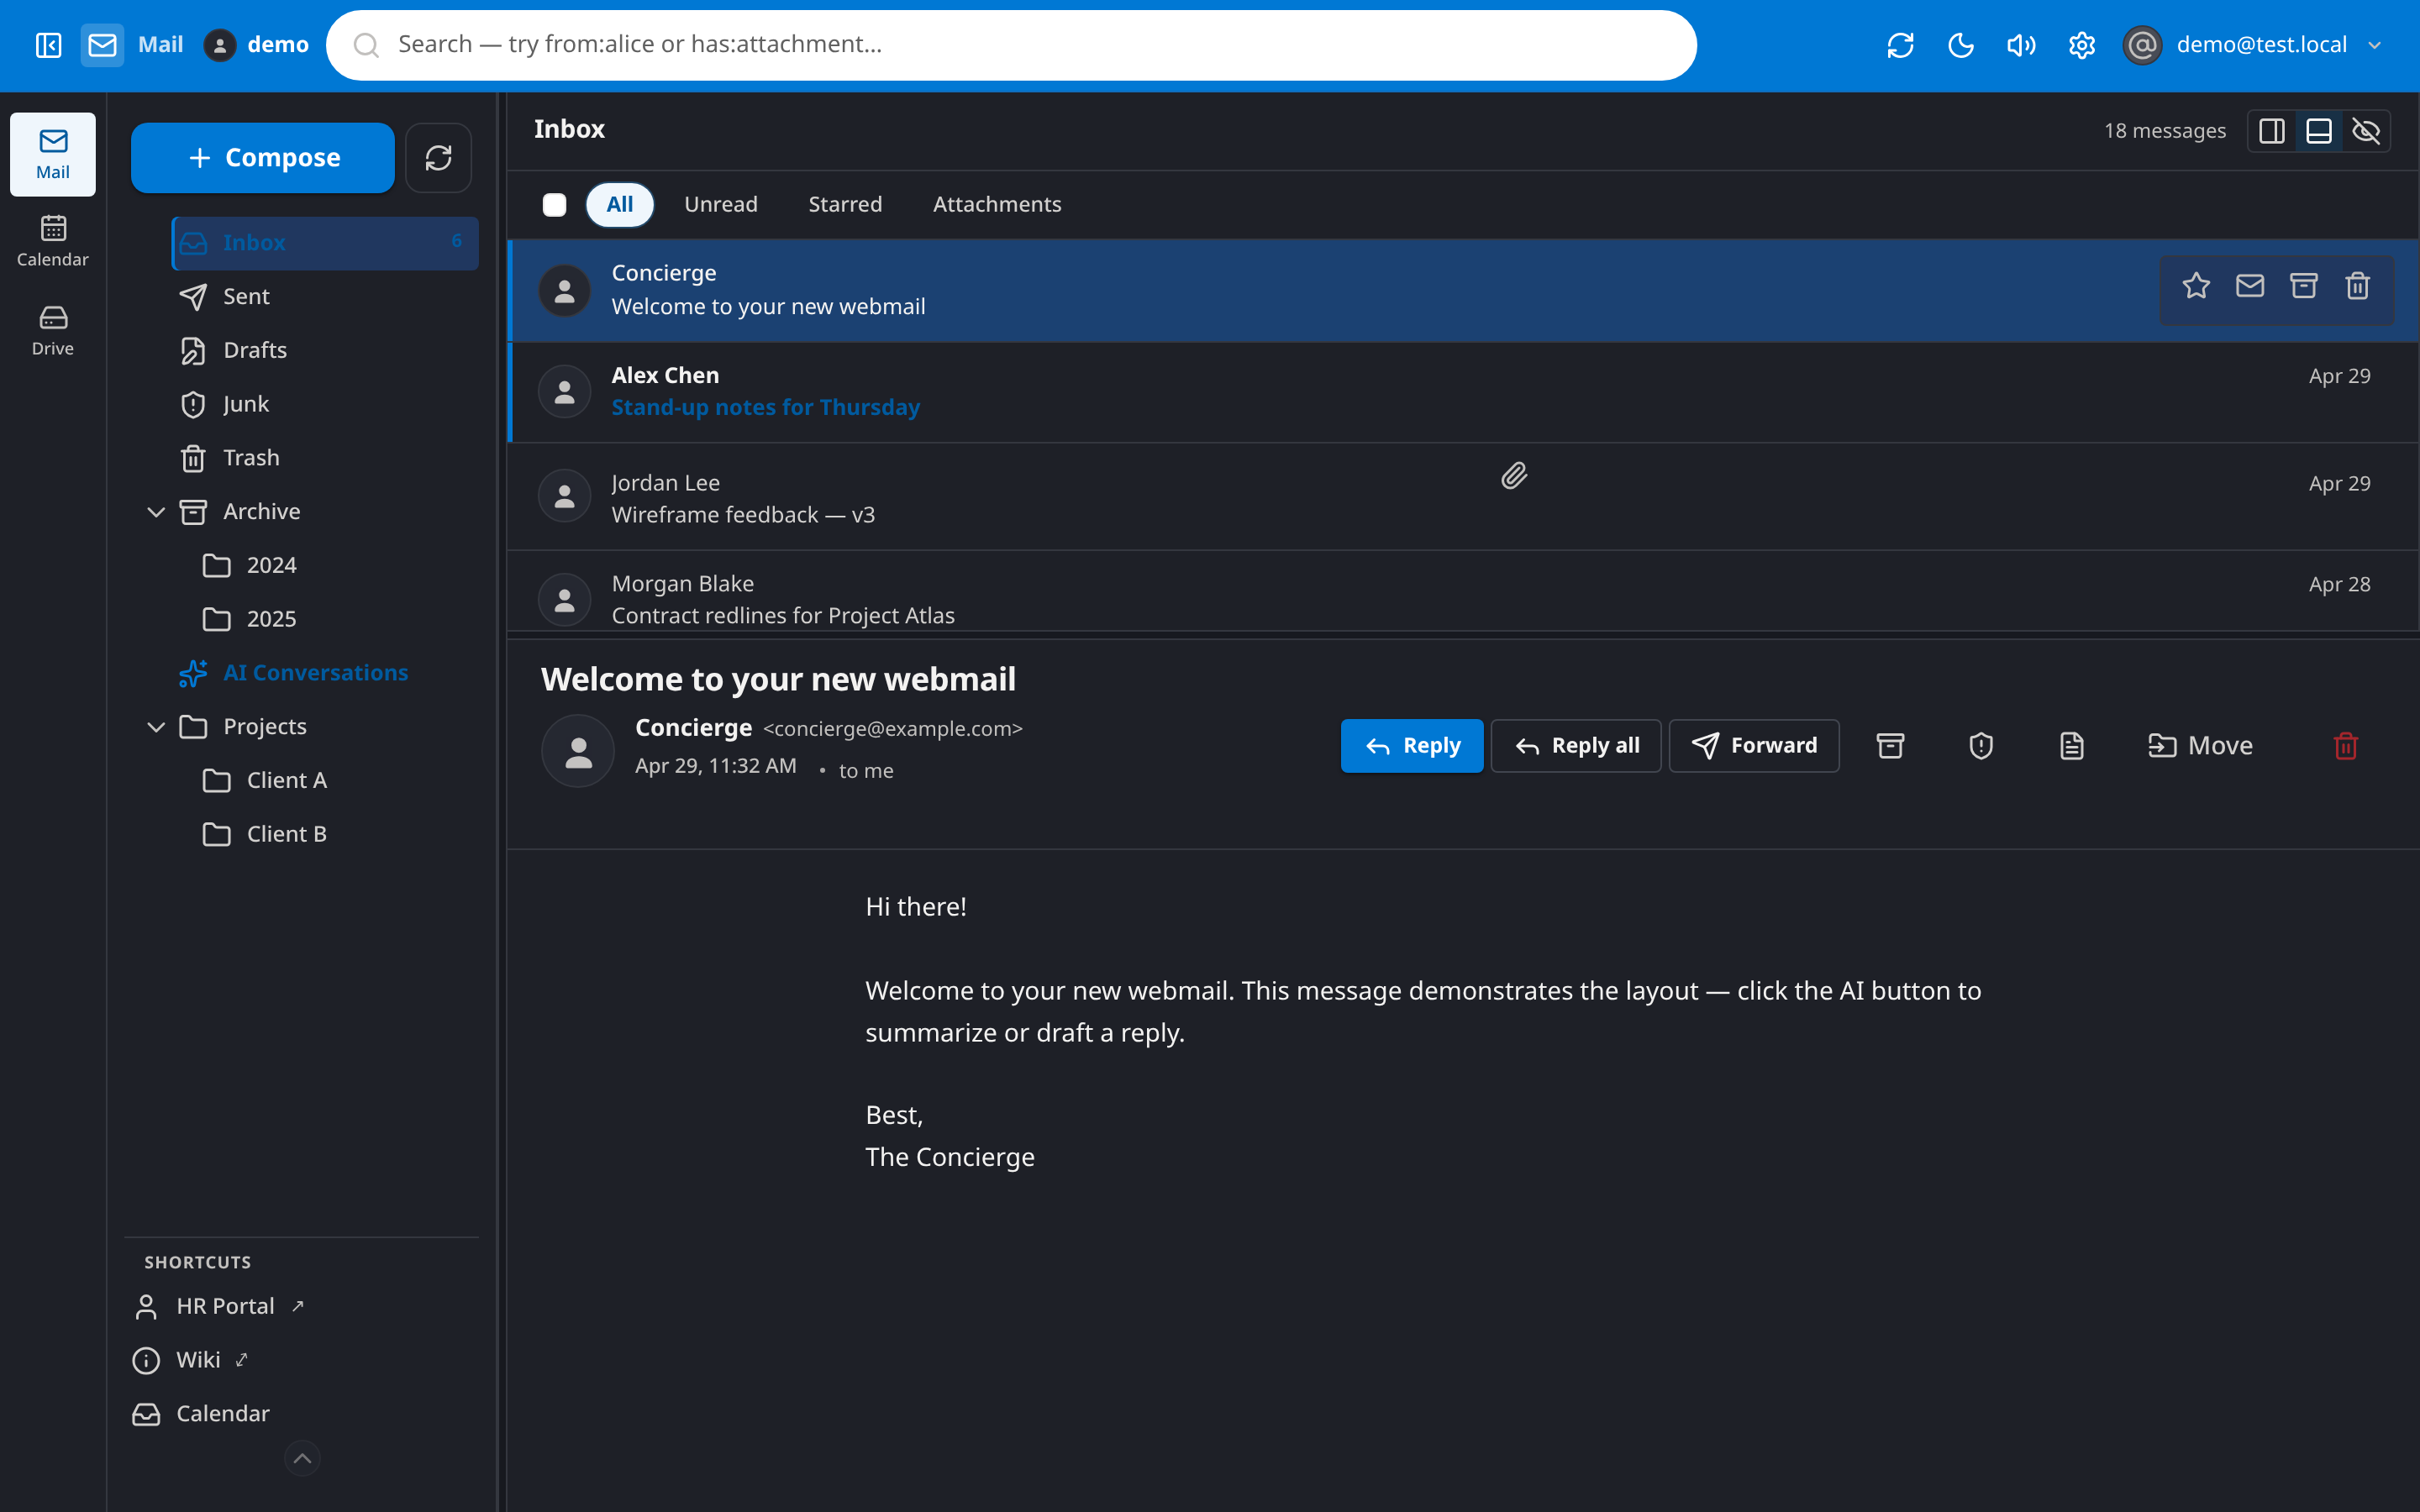 Mail
demo
Search — try from:alice or has:attachment...
demo@test.local
Mail
Calendar
Drive
Compose
Inbox 6
Sent
Drafts
Junk
Trash
Archive
2024
2025
AI Conversations
Projects
Client A
Client B
SHORTCUTS
HR Portal ↗
Wiki ⤢
Calendar
Inbox
18 messages
All Unread Starred Attachments
Concierge
Welcome to your new webmail
Alex Chen Apr 29
Stand-up notes for Thursday
Jordan Lee Apr 29
Wireframe feedback — v3
Morgan Blake Apr 28
Contract redlines for Project Atlas
Welcome to your new webmail
Concierge <concierge@example.com>
Apr 29, 11:32 AM • to me
Reply Reply all Forward Move
Hi there!
Welcome to your new webmail. This message demonstrates the layout — click the AI button to
summarize or draft a reply.
Best,
The Concierge